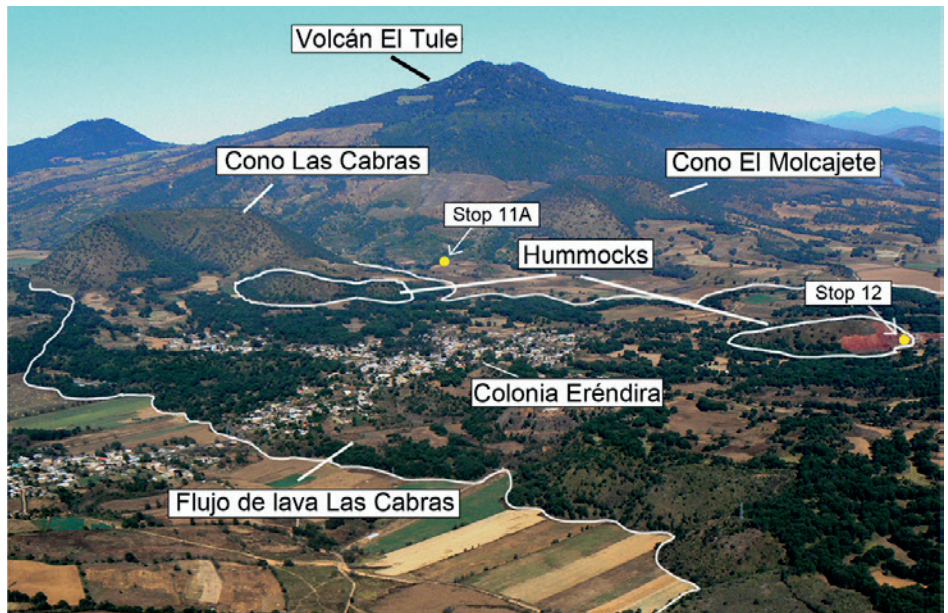 Volcán El Tule
Cono Las Cabras
Cono El Molcajete
Stop 11A
Hummocks
Stop 12
Colonia Eréndira
Flujo de lava Las Cabras